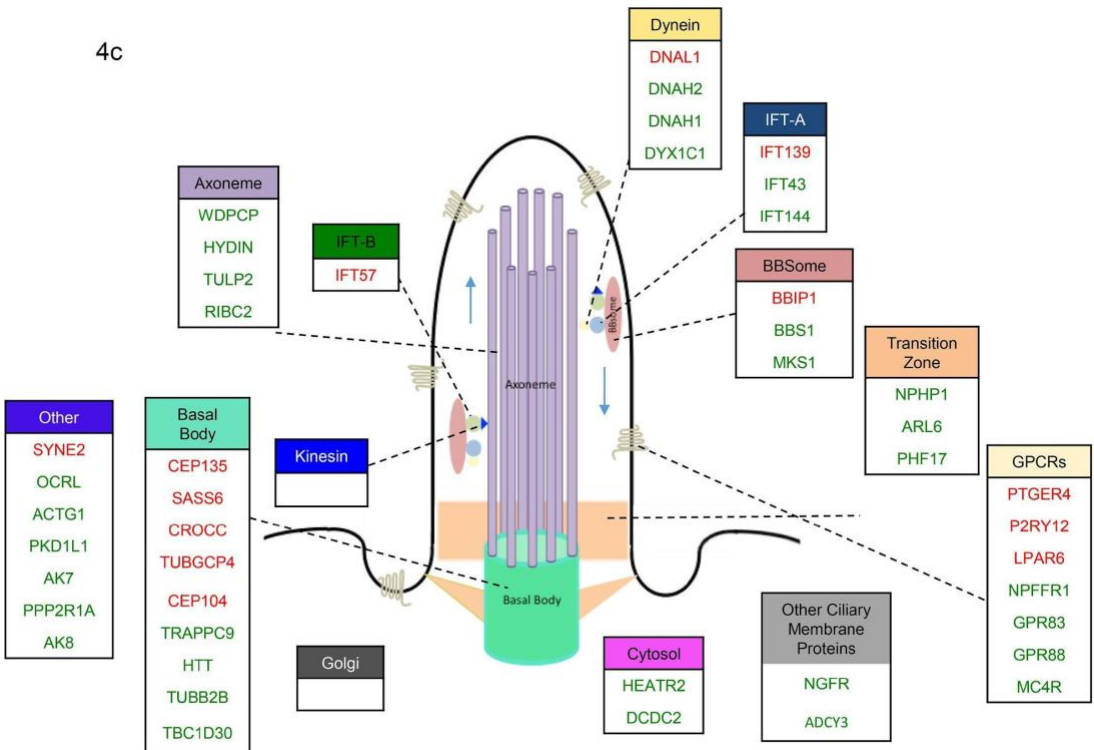 4c
Dynein
DNAL1
DNAH2
DNAH1
DYX1C1
IFT-A
IFT139
IFT43
IFT144
Axoneme
WDPCP
HYDIN
TULP2
RIBC2
IFT-B
IFT57
BBSome
BBIP1
BBS1
MKS1
BBsome
Axoneme
Transition
Zone
NPHP1
ARL6
PHF17
Other
SYNE2
OCRL
ACTG1
PKD1L1
AK7
PPP2R1A
AK8
Basal
Body
CEP135
SASS6
CROCC
TUBGCP4
CEP104
TRAPPC9
HTT
TUBB2B
TBC1D30
Kinesin
GPCRs
PTGER4
P2RY12
LPAR6
NPFFR1
GPR83
GPR88
MC4R
Basal Body
Golgi
Cytosol
HEATR2
DCDC2
Other Ciliary
Membrane
Proteins
NGFR
ADCY3